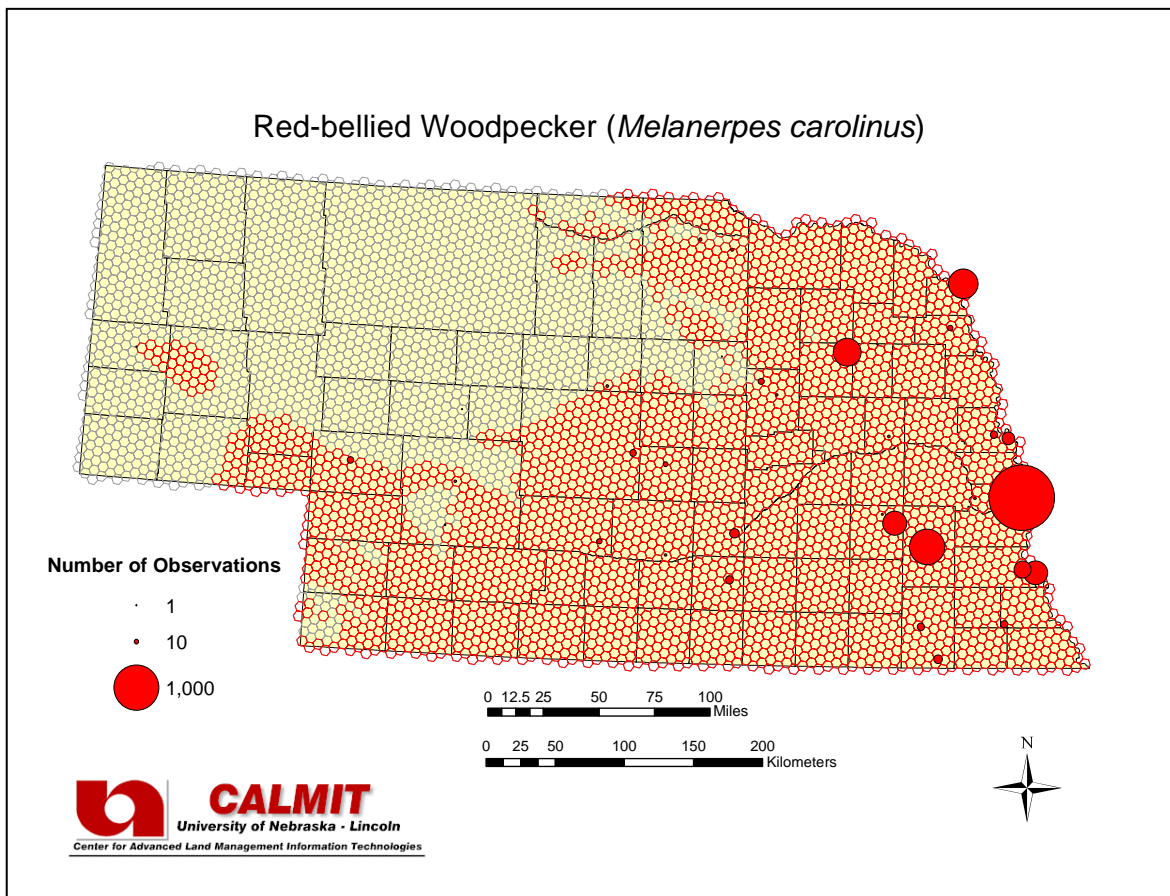 Red-bellied Woodpecker (Melanerpes carolinus)
Number of Observations
1
10
1,000
0 12.5 25 50 75 100
Miles
0 25 50 100 150 200
Kilometers
N
CALMIT
University of Nebraska - Lincoln
Center for Advanced Land Management Information Technologies